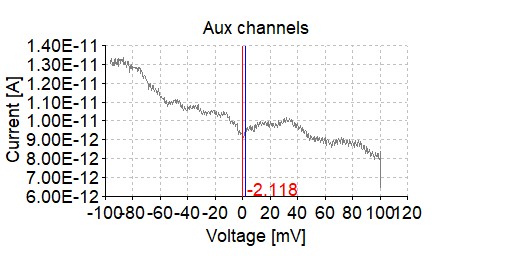 Aux channels
Current [A]
1.40E-11
1.30E-11
1.20E-11
1.10E-11
1.00E-11
9.00E-12
8.00E-12
7.00E-12
6.00E-12
-2.118
-100 -80 -60 -40 -20 0 20 40 60 80 100 120
Voltage [mV]